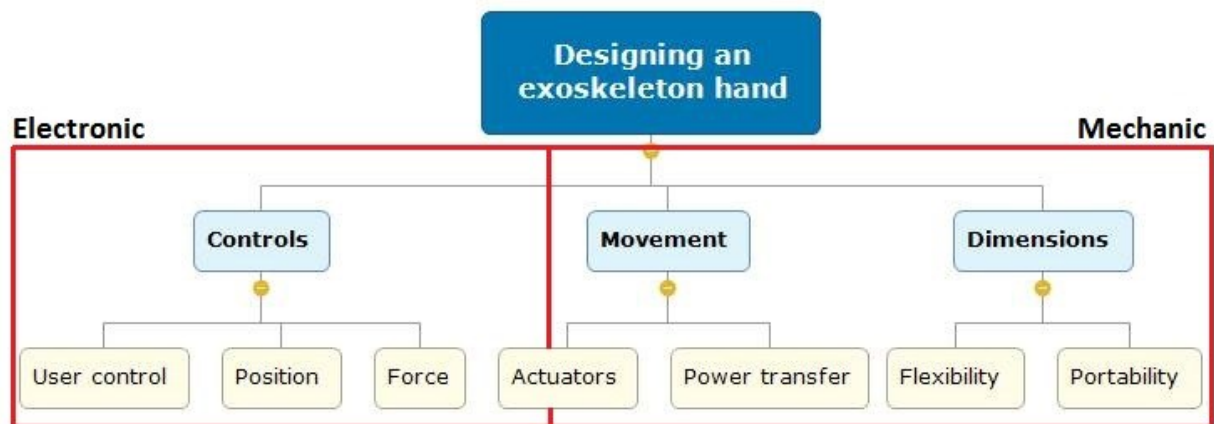 Designing an
exoskeleton hand
Electronic
Mechanic
Controls
Movement
Dimensions
User control
Position
Force
Actuators
Power transfer
Flexibility
Portability